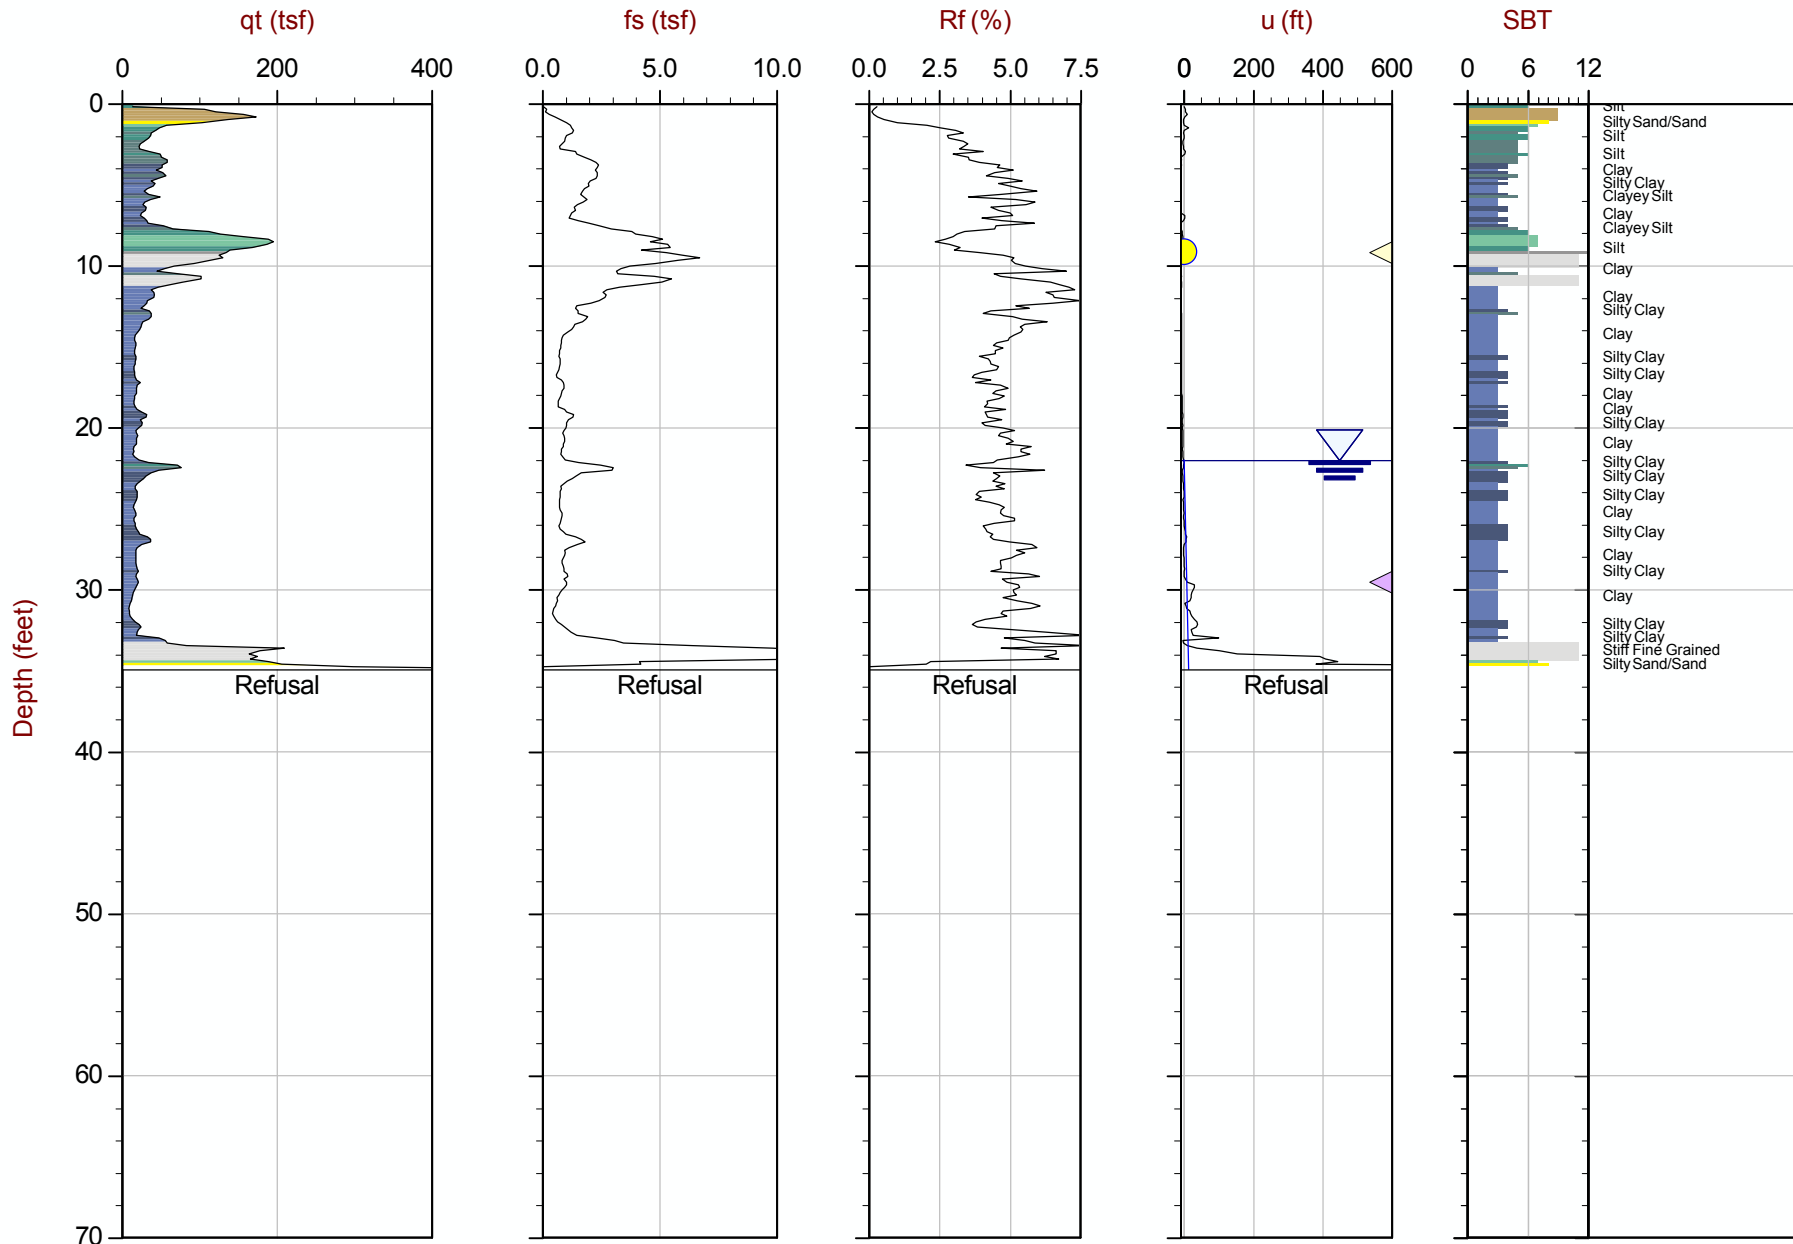 qt (tsf) fs (tsf) Rf (%) u (ft) SBT
0 200 400 0.0 5.0 10.0 0.0 2.5 5.0 7.5 0 200 400 600 0 6 12
0
10
20
30
40
50
60
70
Depth (feet)
Silt
Silty Sand/Sand
Silt
Silt
Clay
Silty Clay
Clayey Silt
Clay
Clayey Silt
Silt
Clay
Clay
Silty Clay
Clay
Silty Clay
Silty Clay
Clay
Clay
Silty Clay
Clay
Silty Clay
Silty Clay
Silty Clay
Clay
Silty Clay
Clay
Silty Clay
Clay
Silty Clay
Silty Clay
Stiff Fine Grained
Silty Sand/Sand
Refusal Refusal Refusal Refusal